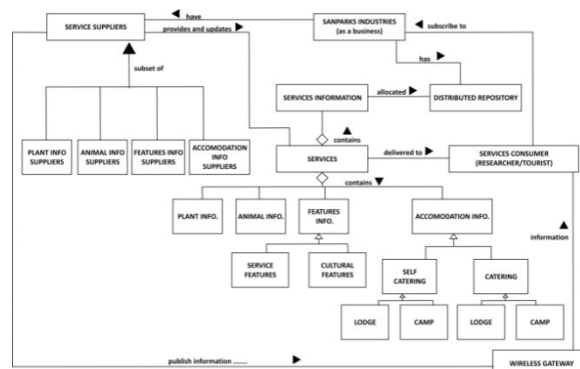 SERVICE SUPPLIERS
have
provides and updates
SANPARKS INDUSTRIES
(as a business)
subscribe to
has
subset of
SERVICES INFORMATION
allocated
DISTRIBUTED REPOSITORY
contains
PLANT INFO
SUPPLIERS
ANIMAL INFO
SUPPLIERS
FEATURES INFO
SUPPLIERS
ACCOMODATION
INFO
SUPPLIERS
SERVICES
delivered to
SERVICES CONSUMER
(RESEARCHER/TOURIST)
contains
PLANT INFO.
ANIMAL INFO.
FEATURES
INFO.
ACCOMODATION INFO.
information
SERVICE
FEATURES
CULTURAL
FEATURES
SELF
CATERING
CATERING
LODGE
CAMP
LODGE
CAMP
publish information .......
WIRELESS GATEWAY